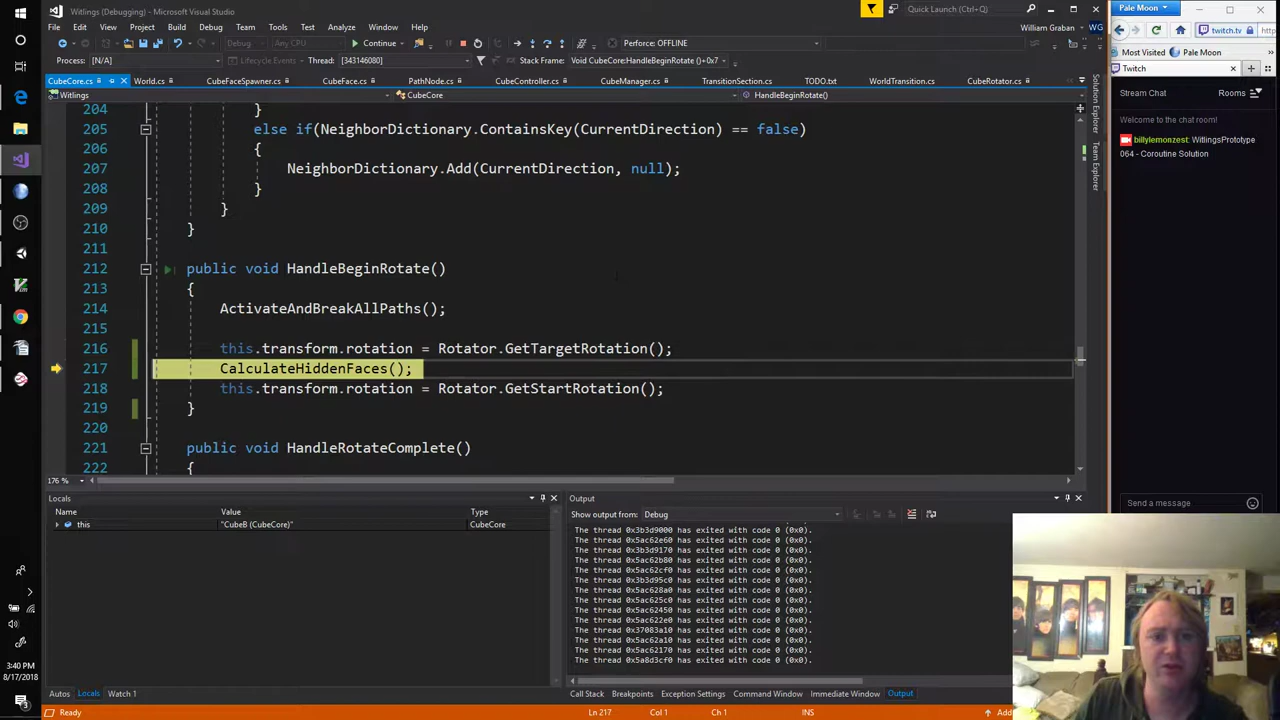 Witlings (Debugging) - Microsoft Visual Studio
Quick Launch (Ctrl+Q)
File Edit View Project Build Debug Team Tools Test Analyze Window Help
William Graban WG
Debug Any CPU Continue Perforce: OFFLINE
Process: [N/A] Lifecycle Events Thread: [343146080] Stack Frame: Void CubeCore:HandleBeginRotate ()+0x7
CubeCore.cs World.cs CubeFaceSpawner.cs CubeFace.cs PathNode.cs CubeController.cs CubeManager.cs TransitionSection.cs TODO.txt WorldTransition.cs CubeRotator.cs
Witlings CubeCore HandleBeginRotate()
204 }
205 else if(NeighborDictionary.ContainsKey(CurrentDirection) == false)
206 {
207 NeighborDictionary.Add(CurrentDirection, null);
208 }
209 }
210 }
211
212 public void HandleBeginRotate()
213 {
214 ActivateAndBreakAllPaths();
215
216 this.transform.rotation = Rotator.GetTargetRotation();
217 CalculateHiddenFaces();
218 this.transform.rotation = Rotator.GetStartRotation();
219 }
220
221 public void HandleRotateComplete()
222 {
176 %
Solution Explorer
Team Explorer
Locals
Name Value Type
this "CubeB (CubeCore)" CubeCore
Autos Locals Watch 1
Output
Show output from: Debug
The thread 0x3b3d9000 has exited with code 0 (0x0).
The thread 0x5ac62e60 has exited with code 0 (0x0).
The thread 0x3b3d9170 has exited with code 0 (0x0).
The thread 0x5ac62b80 has exited with code 0 (0x0).
The thread 0x5ac62cf0 has exited with code 0 (0x0).
The thread 0x3b3d95c0 has exited with code 0 (0x0).
The thread 0x5ac628a0 has exited with code 0 (0x0).
The thread 0x5ac625c0 has exited with code 0 (0x0).
The thread 0x5ac62450 has exited with code 0 (0x0).
The thread 0x5ac622e0 has exited with code 0 (0x0).
The thread 0x37083a10 has exited with code 0 (0x0).
The thread 0x5ac62a10 has exited with code 0 (0x0).
The thread 0x5ac62170 has exited with code 0 (0x0).
The thread 0x5a8d3cf0 has exited with code 0 (0x0).
Call Stack Breakpoints Exception Settings Command Window Immediate Window Output
Ready Ln 217 Col 1 Ch 1 INS
3:40 PM
8/17/2018
Pale Moon
twitch.tv
Most Visited Pale Moon
Twitch
Stream Chat Rooms
Welcome to the chat room!
billylemonzest: WitlingsPrototype
064 - Coroutine Solution
Send a message